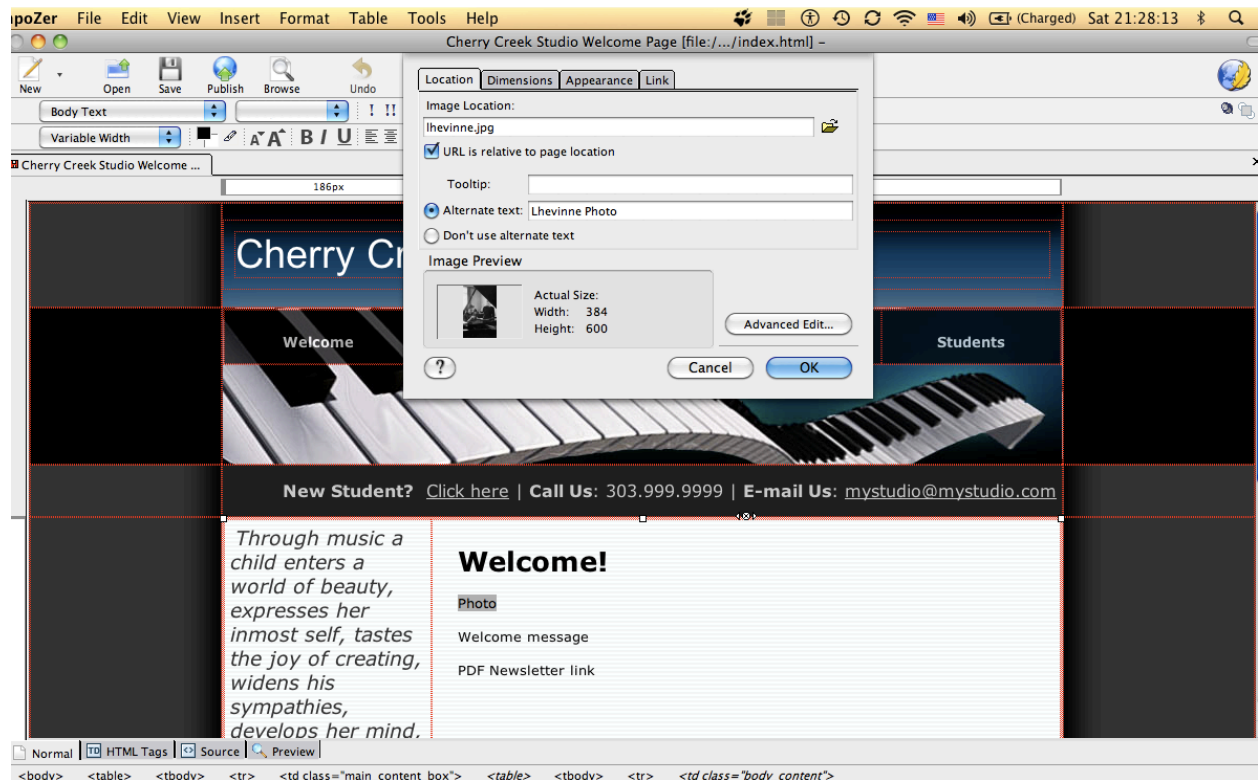 poZer File Edit View Insert Format Table Tools Help (Charged) Sat 21:28:13
Cherry Creek Studio Welcome Page [file:/.../index.html] –
New Open Save Publish Browse Undo
Body Text
! !!
Variable Width A A B I U
Cherry Creek Studio Welcome ...
186px
Location Dimensions Appearance Link
Image Location:
lhevinne.jpg
URL is relative to page location
Tooltip:
Alternate text: Lhevinne Photo
Don't use alternate text
Image Preview
Actual Size:
Width: 384
Height: 600
Advanced Edit...
? Cancel OK
Cherry Cr
Welcome Students
New Student? Click here | Call Us: 303.999.9999 | E-mail Us: mystudio@mystudio.com
Through music a
child enters a
world of beauty,
expresses her
inmost self, tastes
the joy of creating,
widens his
sympathies,
develops her mind,
Welcome!
Photo
Welcome message
PDF Newsletter link
Normal TD HTML Tags Source Preview
<body> <table> <tbody> <tr> <td class="main content box"> <table> <tbody> <tr> <td class="body content">